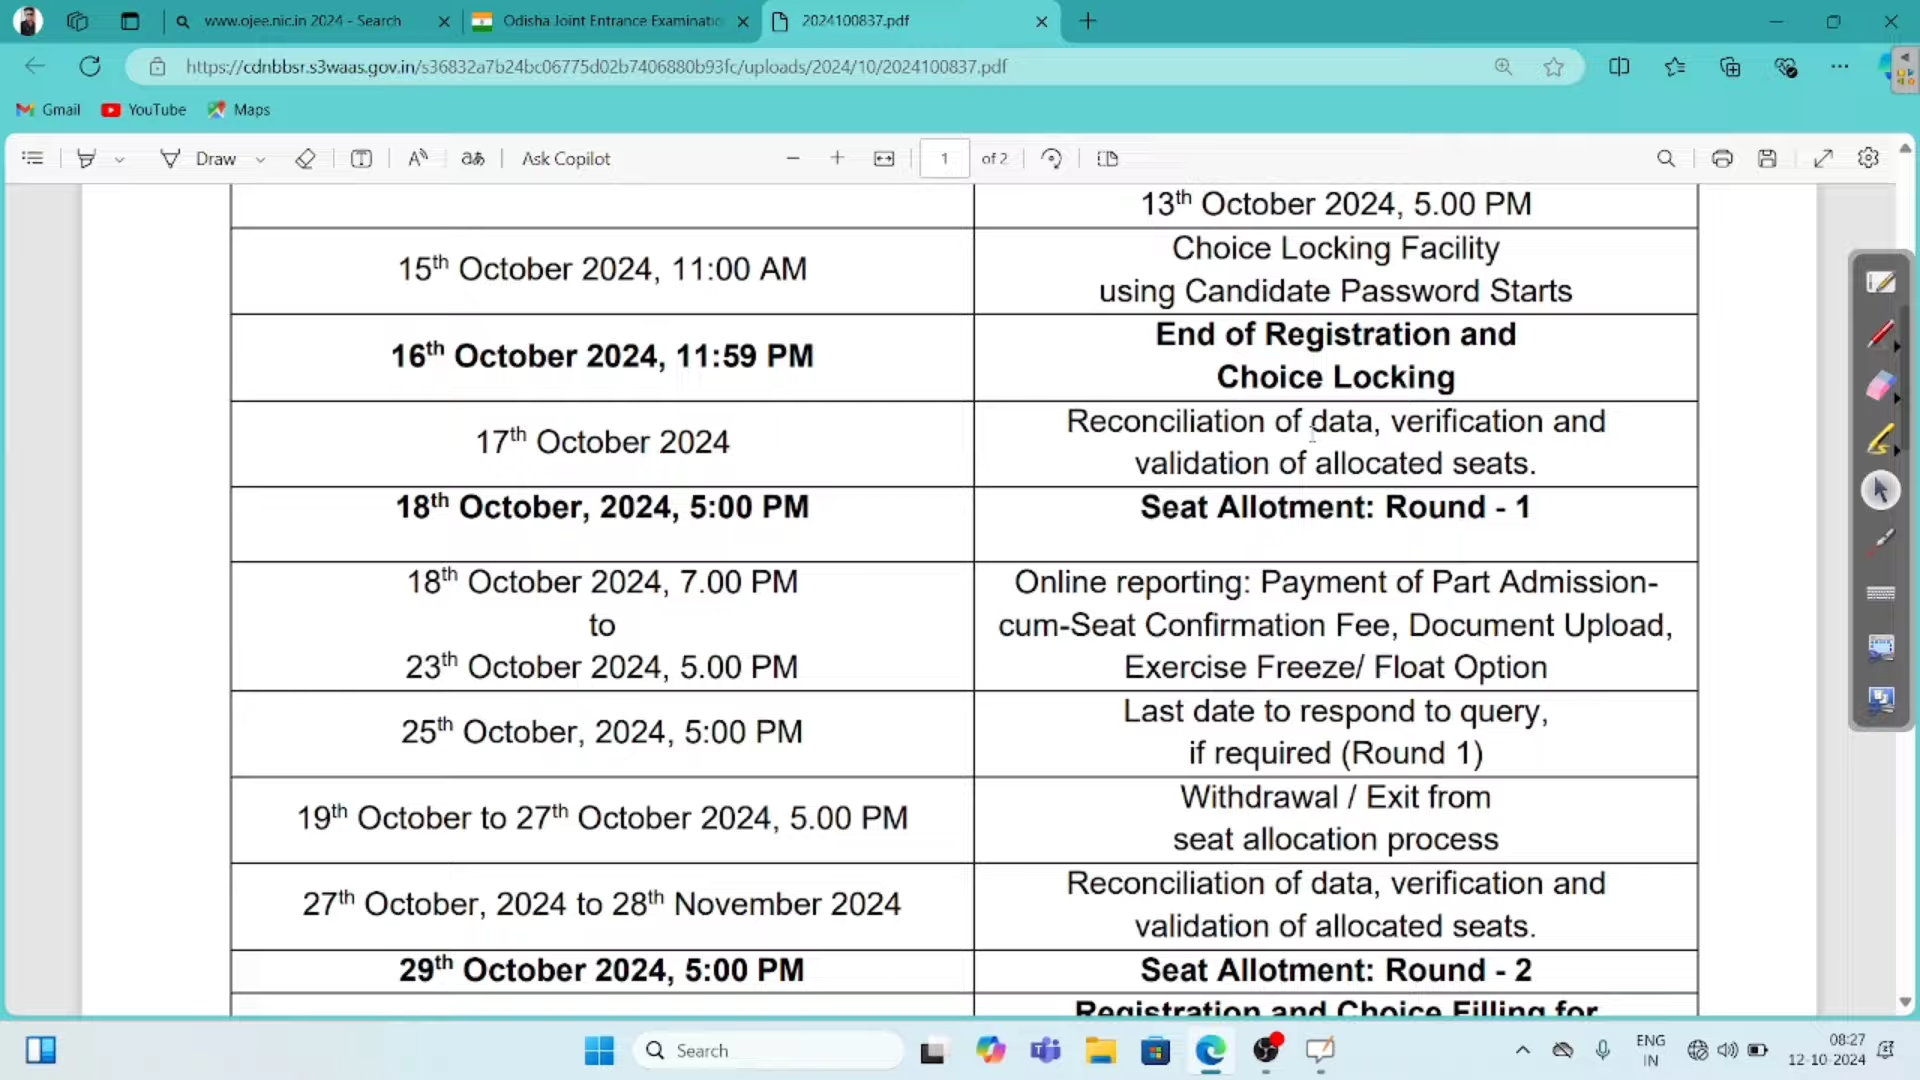 www.ojee.nic.in 2024 - Search
Odisha Joint Entrance Examinatio
2024100837.pdf
https://cdnbbsr.s3waas.gov.in/s36832a7b24bc06775d02b7406880b93fc/uploads/2024/10/2024100837.pdf
Gmail
YouTube
Maps
Draw
Ask Copilot
1
of 2
13th October 2024, 5.00 PM
15th October 2024, 11:00 AM
Choice Locking Facility
using Candidate Password Starts
16th October 2024, 11:59 PM
End of Registration and
Choice Locking
17th October 2024
Reconciliation of data, verification and
validation of allocated seats.
18th October, 2024, 5:00 PM
Seat Allotment: Round - 1
18th October 2024, 7.00 PM
to
23th October 2024, 5.00 PM
Online reporting: Payment of Part Admission-
cum-Seat Confirmation Fee, Document Upload,
Exercise Freeze/ Float Option
25th October, 2024, 5:00 PM
Last date to respond to query,
if required (Round 1)
19th October to 27th October 2024, 5.00 PM
Withdrawal / Exit from
seat allocation process
27th October, 2024 to 28th November 2024
Reconciliation of data, verification and
validation of allocated seats.
29th October 2024, 5:00 PM
Seat Allotment: Round - 2
Registration and Choice Filling for
Search
ENG
IN
08:27
12-10-2024